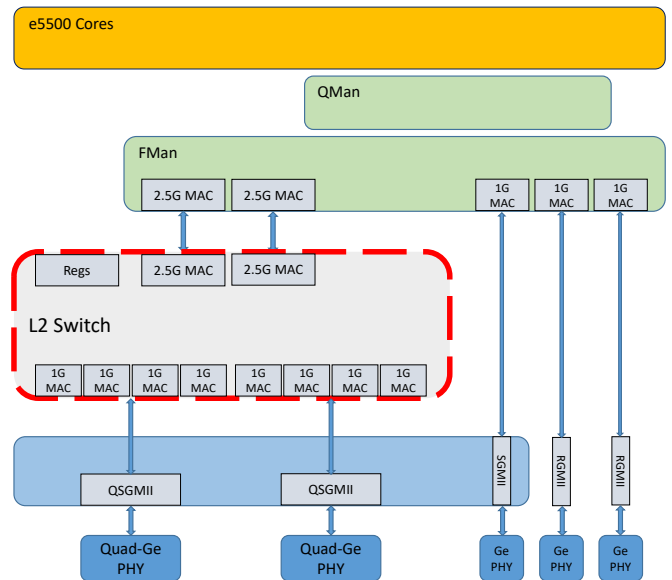 e5500 Cores
QMan
FMan
2.5G MAC
2.5G MAC
1G
MAC
1G
MAC
1G
MAC
Regs
2.5G MAC
2.5G MAC
L2 Switch
1G
MAC
1G
MAC
1G
MAC
1G
MAC
1G
MAC
1G
MAC
1G
MAC
1G
MAC
QSGMII
QSGMII
SGMII
RGMII
RGMII
Quad-Ge
PHY
Quad-Ge
PHY
Ge
PHY
Ge
PHY
Ge
PHY